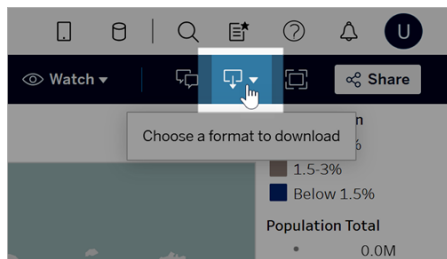 U
Watch
Share
Choose a format to download
n
%
1.5-3%
Below 1.5%
Population Total
0.0M